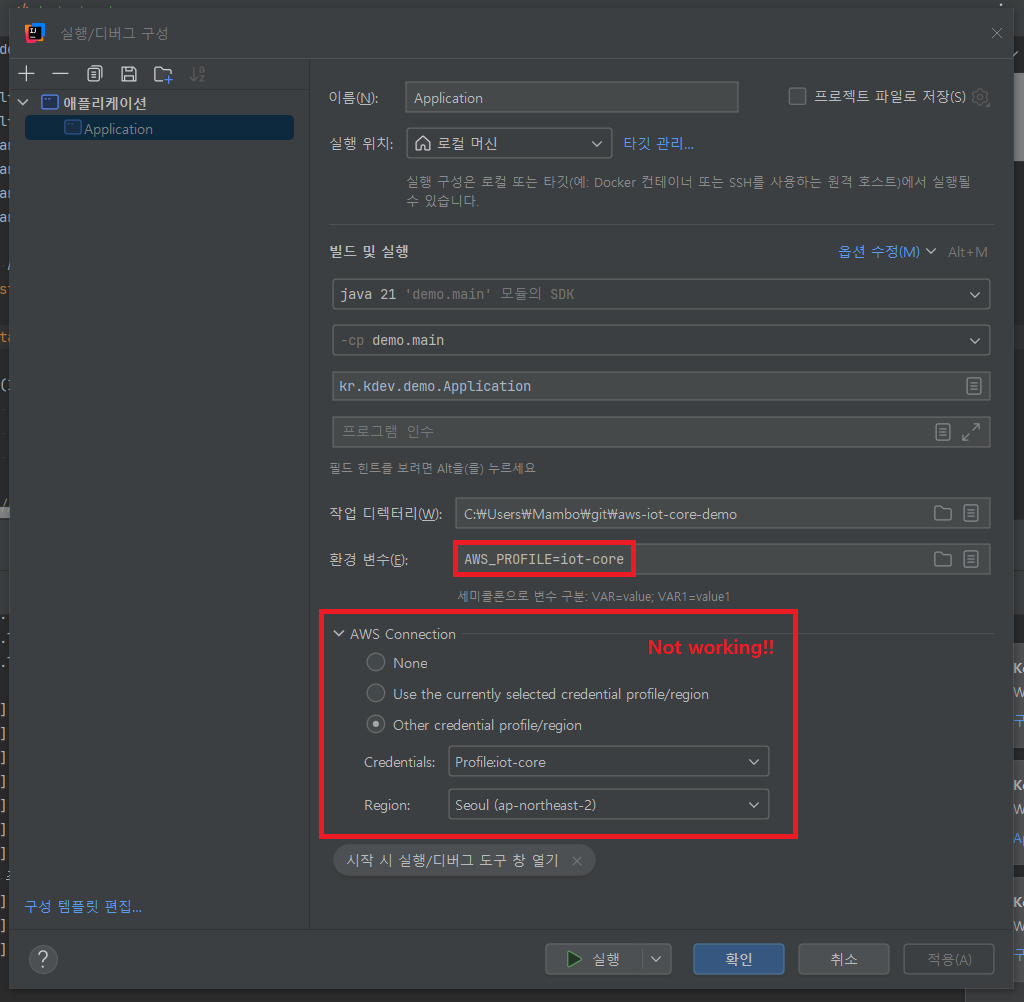 실행/디버그 구성
애플리케이션
Application
이름(N):
Application
프로젝트 파일로 저장(S)
실행 위치:
로컬 머신
타깃 관리...
실행 구성은 로컬 또는 타깃(예: Docker 컨테이너 또는 SSH를 사용하는 원격 호스트)에서 실행될
수 있습니다.
빌드 및 실행
옵션 수정(M)
Alt+M
java 21 'demo.main' 모듈의 SDK
-cp demo.main
kr.kdev.demo.Application
프로그램 인수
필드 힌트를 보려면 Alt을(를) 누르세요
작업 디렉터리(W):
C:₩Users₩Mambo₩git₩aws-iot-core-demo
환경 변수(E):
AWS_PROFILE=iot-core
세미콜론으로 변수 구분: VAR=value; VAR1=value1
AWS Connection
Not working!!
None
Use the currently selected credential profile/region
Other credential profile/region
Credentials:
Profile:iot-core
Region:
Seoul (ap-northeast-2)
시작 시 실행/디버그 도구 창 열기
구성 템플릿 편집...
?
실행
확인
취소
적용(A)